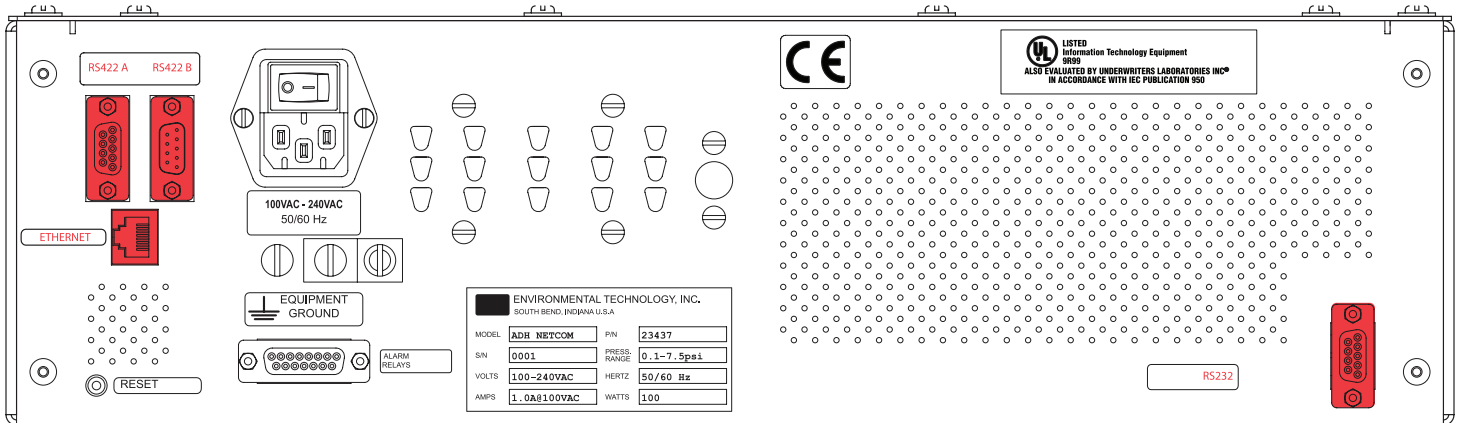 RS422 A RS422 B
ETHERNET
100VAC - 240VAC
50/60 Hz
EQUIPMENT
GROUND
ALARM
RELAYS
RESET
CE
UL
LISTED
Information Technology Equipment
9R99
ALSO EVALUATED BY UNDERWRITERS LABORATORIES INC®
IN ACCORDANCE WITH IEC PUBLICATION 950
ENVIRONMENTAL TECHNOLOGY, INC.
SOUTH BEND, INDIANA U.S.A
MODEL ADH NETCOM P/N 23437
S/N 0001 PRESS. RANGE 0.1-7.5psi
VOLTS 100-240VAC HERTZ 50/60 Hz
AMPS 1.0A@100VAC WATTS 100
RS232